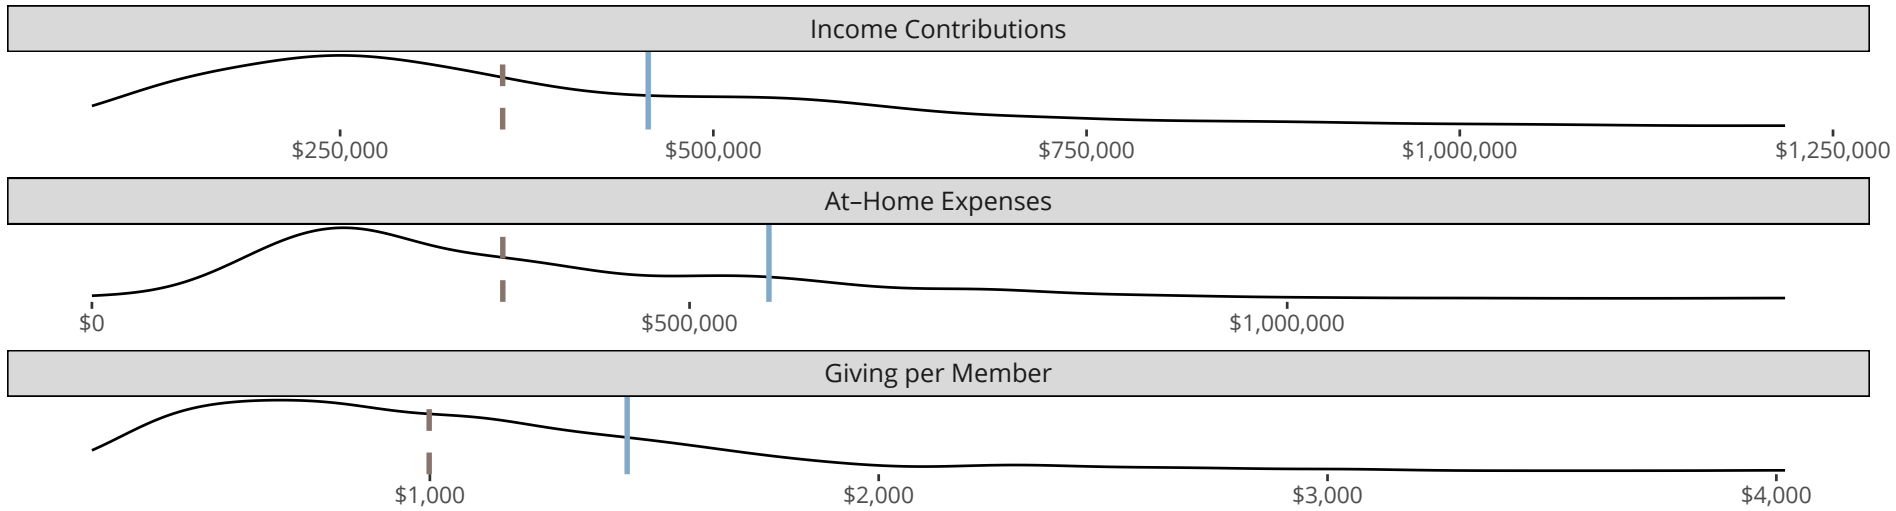 Income Contributions
$250,000 $500,000 $750,000 $1,000,000 $1,250,000
At–Home Expenses
$0 $500,000 $1,000,000
Giving per Member
$1,000 $2,000 $3,000 $4,000